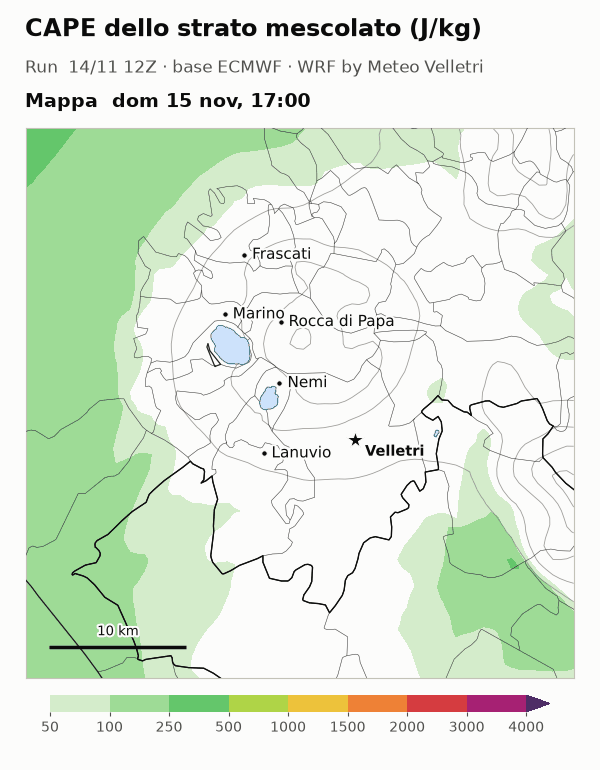 CAPE dello strato mescolato (J/kg)
Run  14/11 12Z · base ECMWF · WRF by Meteo Velletri
Mappa  dom 15 nov, 17:00
Frascati
Marino
Rocca di Papa
Nemi
Velletri
Lanuvio
10 km
50 100 250 500 1000 1500 2000 3000 4000